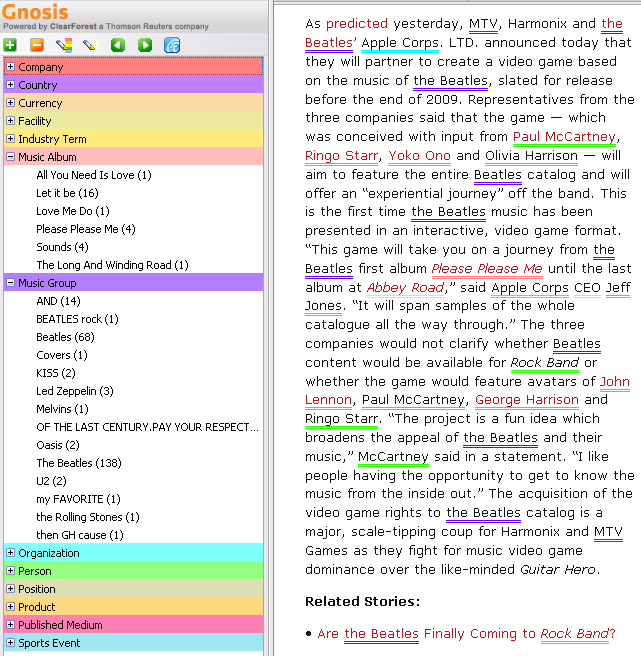 Gnosis
Powered by ClearForest a Thomson Reuters company
Company
Country
Currency
Facility
Industry Term
Music Album
All You Need Is Love (1)
Let it be (16)
Love Me Do (1)
Please Please Me (4)
Sounds (4)
The Long And Winding Road (1)
Music Group
AND (14)
BEATLES rock (1)
Beatles (68)
Covers (1)
KISS (2)
Led Zeppelin (3)
Melvins (1)
OF THE LAST CENTURY.PAY YOUR RESPECT...
Oasis (2)
The Beatles (138)
U2 (2)
my FAVORITE (1)
the Rolling Stones (1)
then GH cause (1)
Organization
Person
Position
Product
Published Medium
Sports Event
As predicted yesterday, MTV, Harmonix and the
Beatles’ Apple Corps. LTD. announced today that
they will partner to create a video game based
on the music of the Beatles, slated for release
before the end of 2009. Representatives from the
three companies said that the game — which
was conceived with input from Paul McCartney,
Ringo Starr, Yoko Ono and Olivia Harrison — will
aim to feature the entire Beatles catalog and will
offer an “experiential journey” off the band. This
is the first time the Beatles music has been
presented in an interactive, video game format.
“This game will take you on a journey from the
Beatles first album Please Please Me until the last
album at Abbey Road,” said Apple Corps CEO Jeff
Jones. “It will span samples of the whole
catalogue all the way through.” The three
companies would not clarify whether Beatles
content would be available for Rock Band or
whether the game would feature avatars of John
Lennon, Paul McCartney, George Harrison and
Ringo Starr. “The project is a fun idea which
broadens the appeal of the Beatles and their
music,” McCartney said in a statement. “I like
people having the opportunity to get to know the
music from the inside out.” The acquisition of the
video game rights to the Beatles catalog is a
major, scale-tipping coup for Harmonix and MTV
Games as they fight for music video game
dominance over the like-minded Guitar Hero.
Related Stories:
• Are the Beatles Finally Coming to Rock Band?